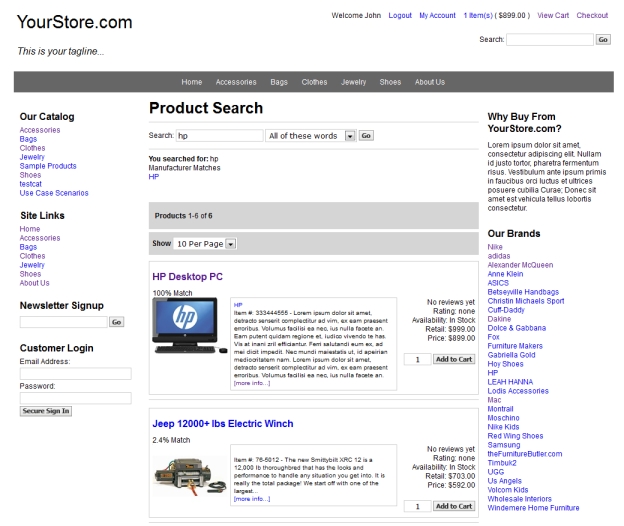 YourStore.com
This is your tagline...
Welcome John Logout My Account 1 Item(s) ( $899.00 ) View Cart Checkout
Search: Go
Home Accessories Bags Clothes Jewelry Shoes About Us
Our Catalog
Accessories
Bags
Clothes
Jewelry
Sample Products
Shoes
testcat
Use Case Scenarios
Site Links
Home
Accessories
Bags
Clothes
Jewelry
Shoes
About Us
Newsletter Signup
Go
Customer Login
Email Address:
Password:
Secure Sign In
Product Search
Search: hp All of these words Go
You searched for: hp
Manufacturer Matches
HP
Products 1-6 of 6
Show 10 Per Page
HP Desktop PC
100% Match
hp
HP
Item #: 333444555 - Lorem ipsum dolor sit amet,
detracto senserit complectitur ad vim, ex eam praesent
erroribus. Volumus facilisi ea nec, ius nulla facete an.
Eam putent quidam regione et, iudico vivendo te has.
Vis at inani zril efficiantur. Ferri salutandi eum ex, ad
mei dicit impedit. Nec mundi maiestatis ut, id apeirian
mediocritatem nam. Lorem ipsum dolor sit amet,
detracto senserit complectitur ad vim, ex eam praesent
erroribus. Volumus facilisi ea nec, ius nulla facete an.
[more info...]
No reviews yet
Rating: none
Availability: In Stock
Retail: $999.00
Price: $899.00
1 Add to Cart
Jeep 12000+ lbs Electric Winch
2.4% Match
Item #: 76-5012 - The new Smittybilt XRC 12 is a
12,000 lb thoroughbred that has the looks and
performance to handle any situation you get into. It is
really the total package! We start off with one of the
largest...
[more info...]
No reviews yet
Rating: none
Availability: In Stock
Retail: $703.00
Price: $592.00
1 Add to Cart
Why Buy From
YourStore.com?
Lorem ipsum dolor sit amet,
consectetur adipiscing elit. Nullam
id justo tortor, pharetra fermentum
risus. Vestibulum ante ipsum primis
in faucibus orci luctus et ultrices
posuere cubilia Curae; Donec sit
amet est vehicula tellus lobortis
consectetur.
Our Brands
Nike
adidas
Alexander McQueen
Anne Klein
ASICS
Betseyville Handbags
Christin Michaels Sport
Cuff-Daddy
Dakine
Dolce & Gabbana
Fox
Furniture Makers
Gabriella Gold
Hoy Shoes
HP
LEAH HANNA
Lodis Accessories
Mac
Montrail
Moschino
Nike Kids
Red Wing Shoes
Samsung
theFurnitureButler.com
Timbuk2
UGG
Us Angels
Volcom Kids
Wholesale Interiors
Windemere Home Furniture